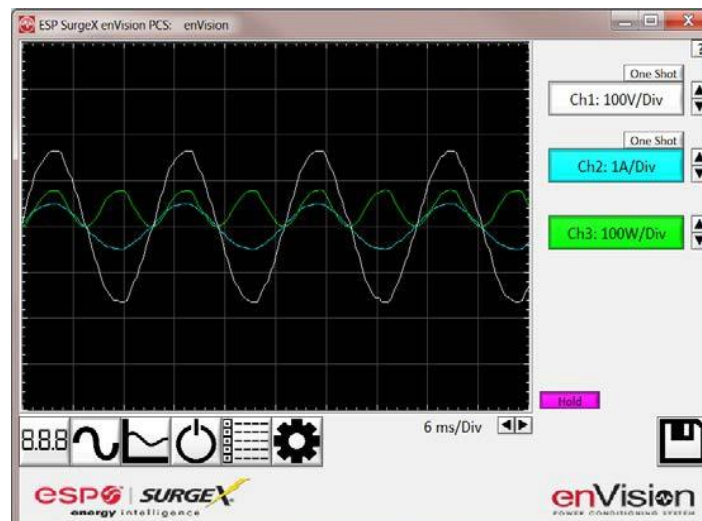 ESP SurgeX enVision PCS: enVision
?
One Shot
Ch1: 100V/Div
One Shot
Ch2: 1A/Div
Ch3: 100W/Div
Hold
6 ms/Div
8.8.8
ESP | SURGEX
energy intelligence
enVision
POWER CONDITIONING SYSTEM